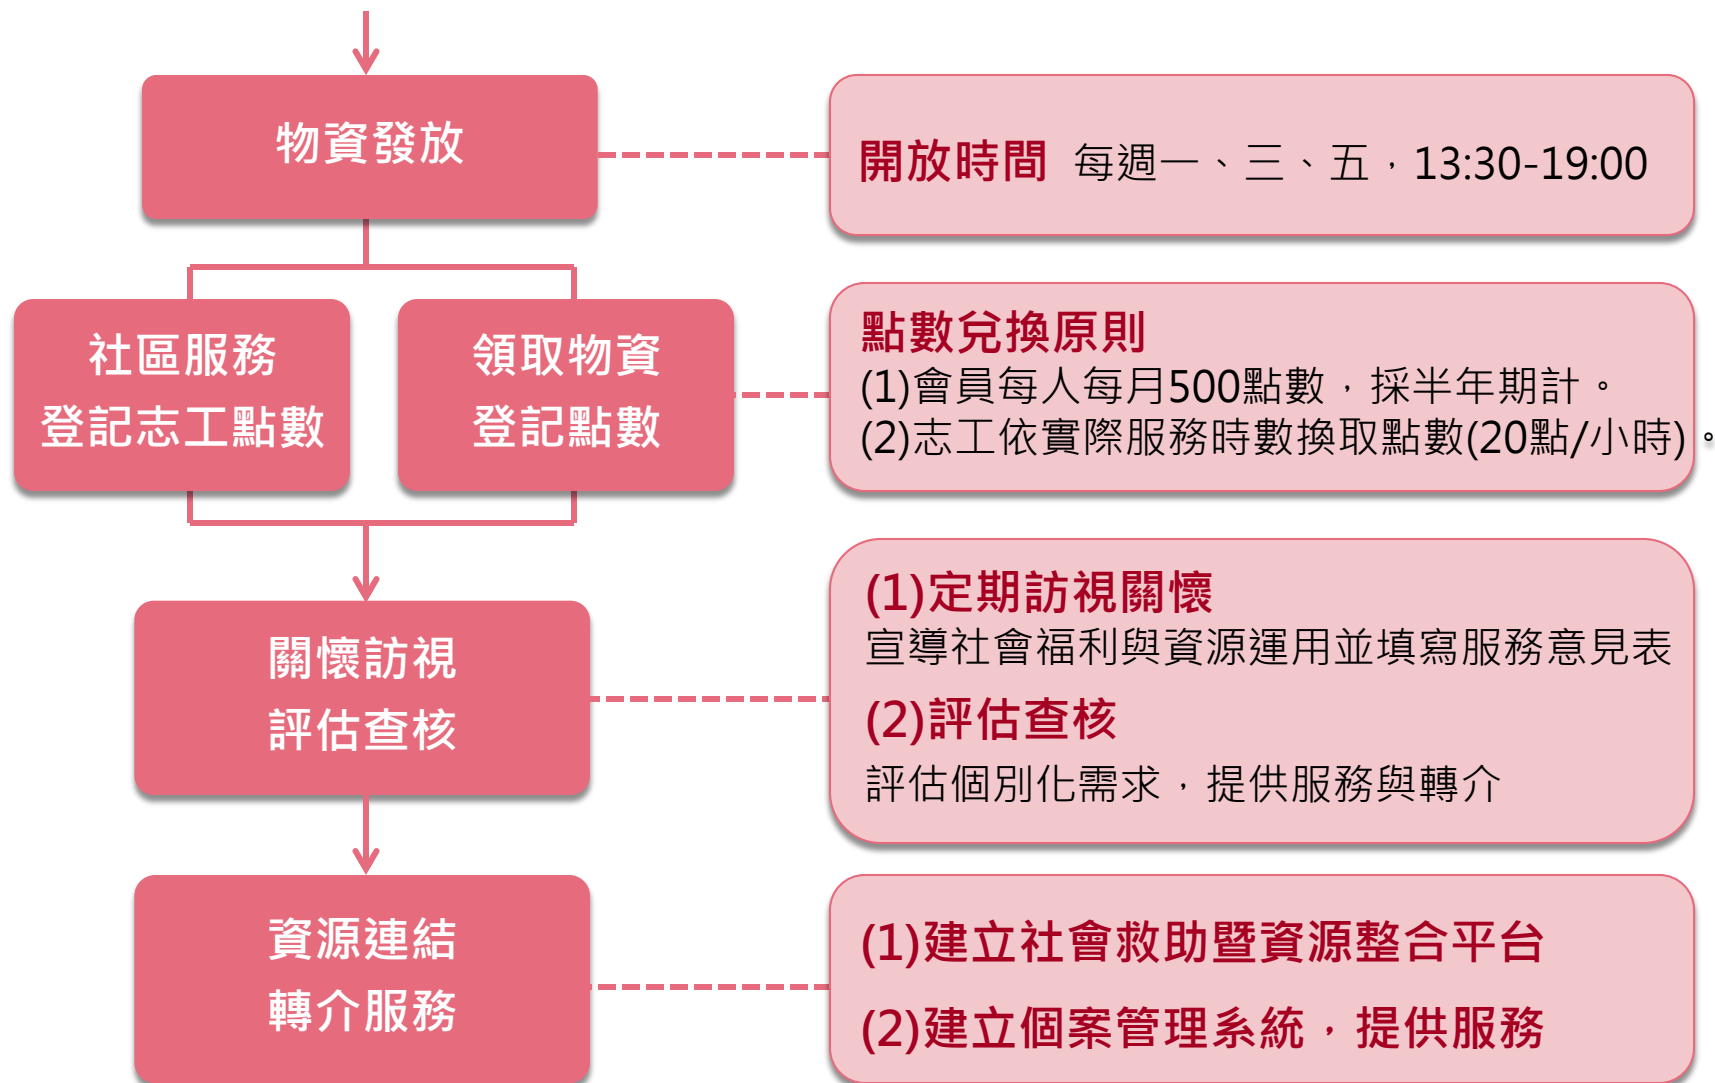 物資發放
開放時間 每週一、三、五，13:30-19:00
社區服務
登記志工點數
領取物資
登記點數
點數兌換原則
(1)會員每人每月500點數，採半年期計。
(2)志工依實際服務時數換取點數(20點/小時)。
關懷訪視
評估查核
(1)定期訪視關懷
宣導社會福利與資源運用並填寫服務意見表
(2)評估查核
評估個別化需求，提供服務與轉介
資源連結
轉介服務
(1)建立社會救助暨資源整合平台
(2)建立個案管理系統，提供服務